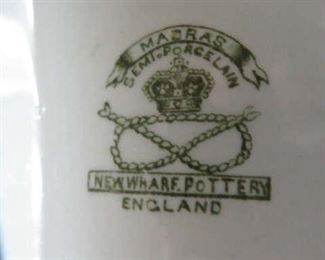 MADRAS
SEMI-PORCELAIN
NEW WHARF. POTTERY
ENGLAND